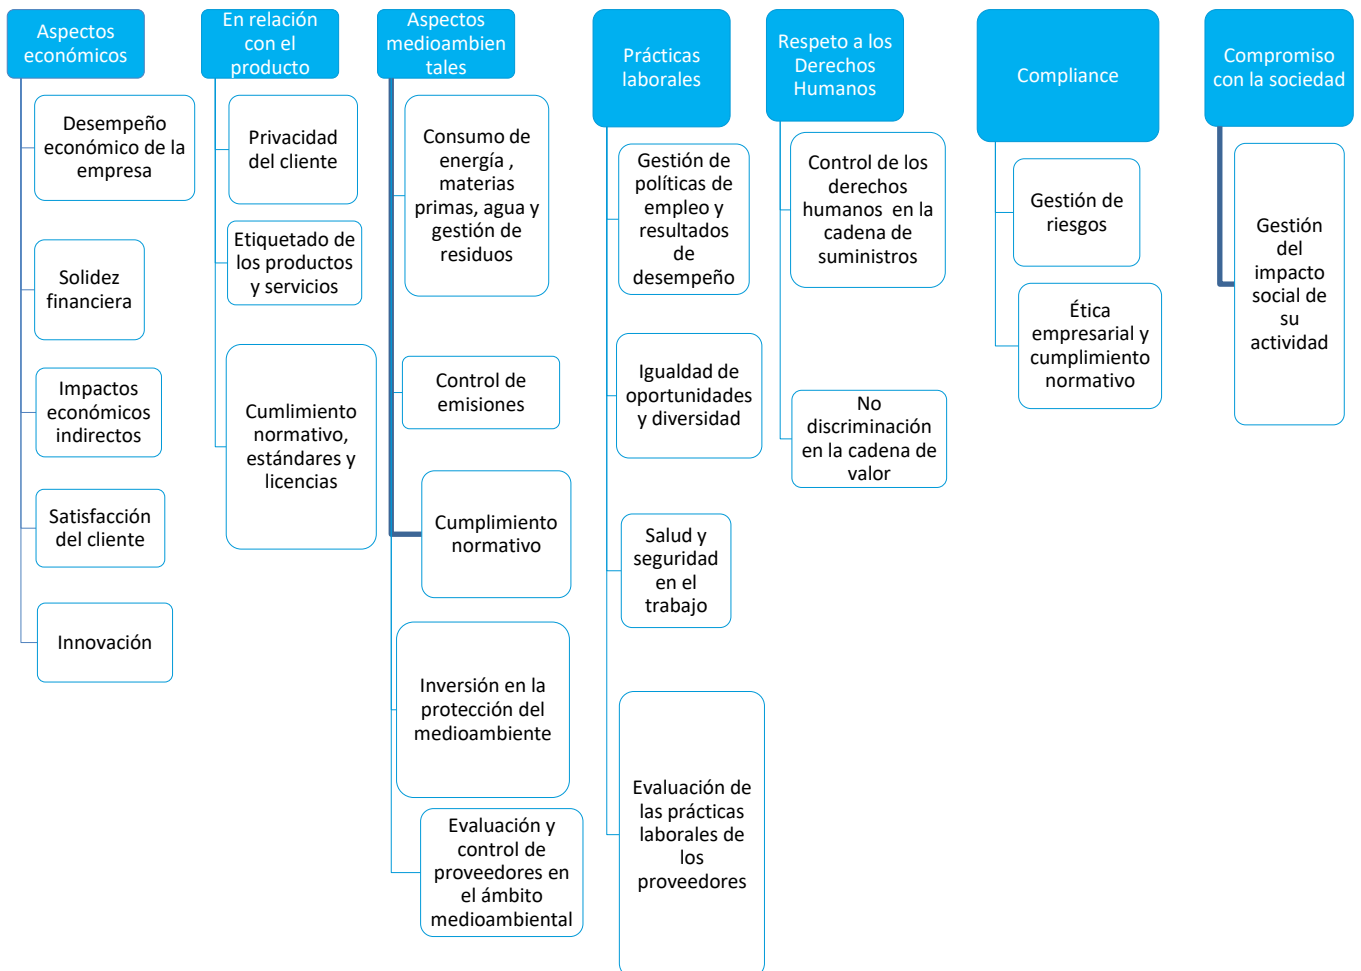 Aspectos
económicos
Desempeño
económico de la
empresa
Solidez
financiera
Impactos
económicos
indirectos
Satisfacción
del cliente
Innovación
En relación
con el
producto
Privacidad
del cliente
Etiquetado de
los productos
y servicios
Cumlimiento
normativo,
estándares y
licencias
Aspectos
medioambien
tales
Consumo de
energía ,
materias
primas, agua y
gestión de
residuos
Control de
emisiones
Cumplimiento
normativo
Inversión en la
protección del
medioambiente
Evaluación y
control de
proveedores en
el ámbito
medioambiental
Prácticas
laborales
Gestión de
políticas de
empleo y
resultados
de
desempeño
Igualdad de
oportunidades
y diversidad
Salud y
seguridad
en el
trabajo
Evaluación de
las prácticas
laborales de
los
proveedores
Respeto a los
Derechos
Humanos
Control de los
derechos
humanos en la
cadena de
suministros
No
discriminación
en la cadena de
valor
Compliance
Gestión de
riesgos
Ética
empresarial y
cumplimiento
normativo
Compromiso
con la sociedad
Gestión
del
impacto
social de
su
actividad